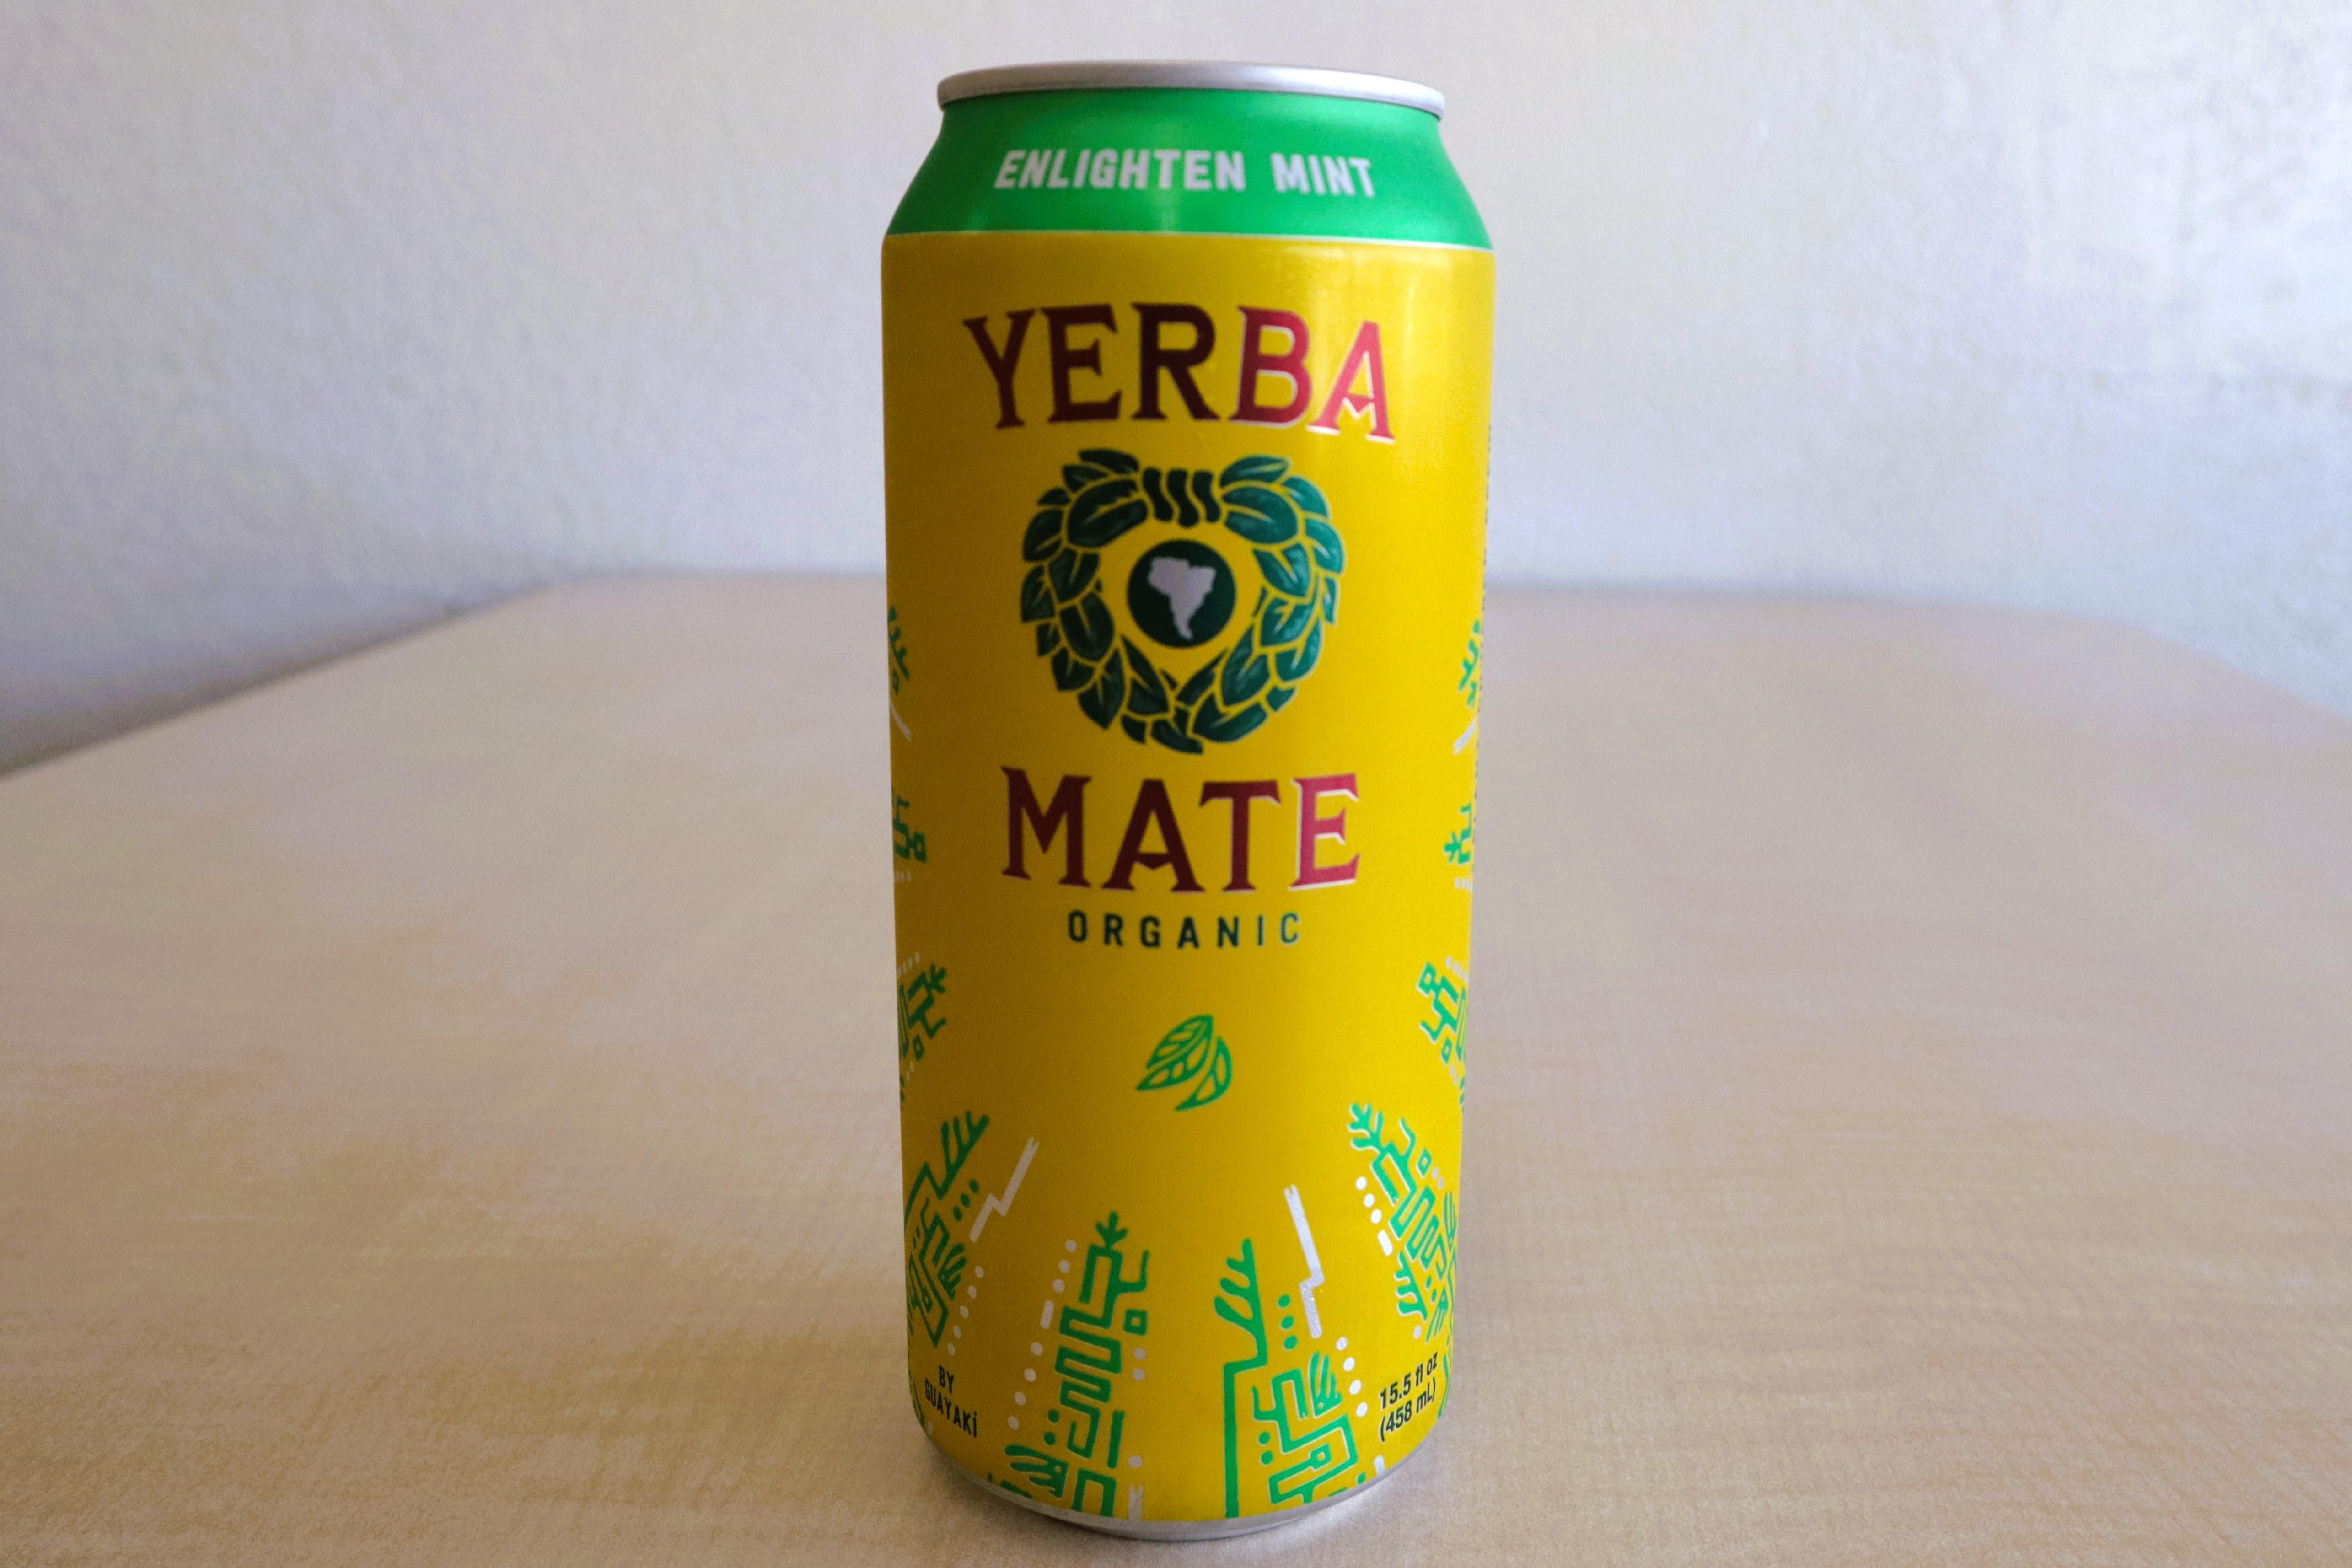 ENLIGHTEN MINT
YERBA
MATE
ORGANIC
BY
GUAYAKÍ
15.5 fl oz
(458 mL)